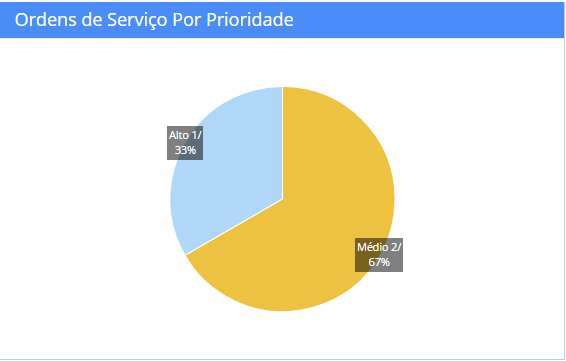 Ordens de Serviço Por Prioridade
Alto 1/
33%
Médio 2/
67%